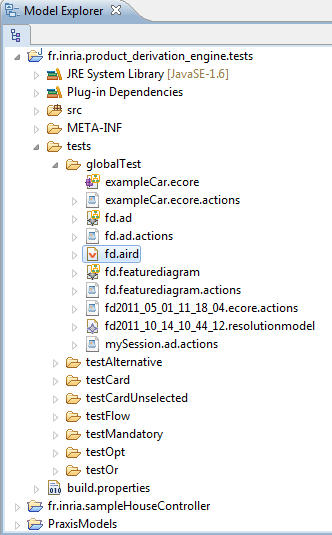 Model Explorer
fr.inria.product_derivation_engine.tests
JRE System Library [JavaSE-1.6]
Plug-in Dependencies
src
META-INF
tests
globalTest
exampleCar.ecore
exampleCar.ecore.actions
fd.ad
fd.ad.actions
fd.aird
fd.featurediagram
fd.featurediagram.actions
fd2011_05_01_11_18_04.ecore.actions
fd2011_10_14_10_44_12.resolutionmodel
mySession.ad.actions
testAlternative
testCard
testCardUnselected
testFlow
testMandatory
testOpt
testOr
build.properties
fr.inria.sampleHouseController
PraxisModels